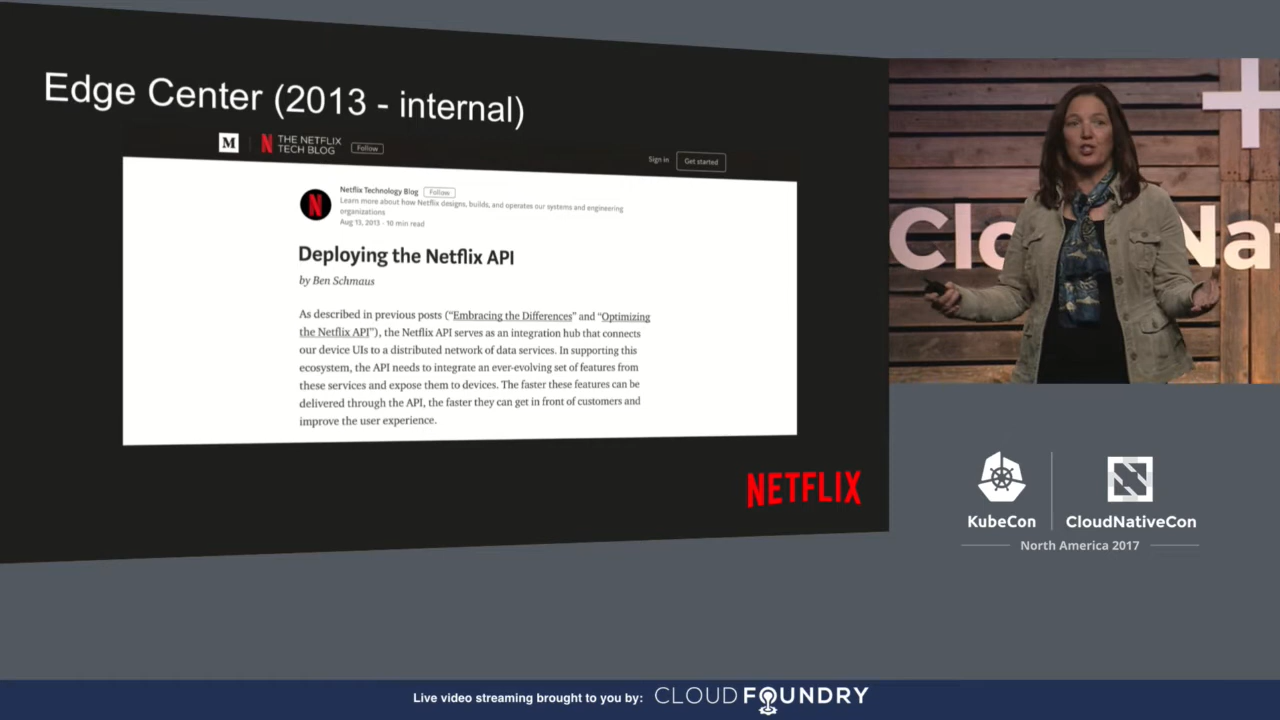 Edge Center (2013 - internal)
M
N THE NETFLIX
TECH BLOG
Follow
Sign in
Get started
N
Netflix Technology Blog Follow
Learn more about how Netflix designs, builds, and operates our systems and engineering
organizations
Aug 13, 2013 · 10 min read
Deploying the Netflix API
by Ben Schmaus
As described in previous posts (“Embracing the Differences” and “Optimizing
the Netflix API”), the Netflix API serves as an integration hub that connects
our device UIs to a distributed network of data services. In supporting this
ecosystem, the API needs to integrate an ever-evolving set of features from
these services and expose them to devices. The faster these features can be
delivered through the API, the faster they can get in front of customers and
improve the user experience.
NETFLIX
Clo Na
KubeCon
CloudNativeCon
North America 2017
Live video streaming brought to you by: CLOUD FOUNDRY